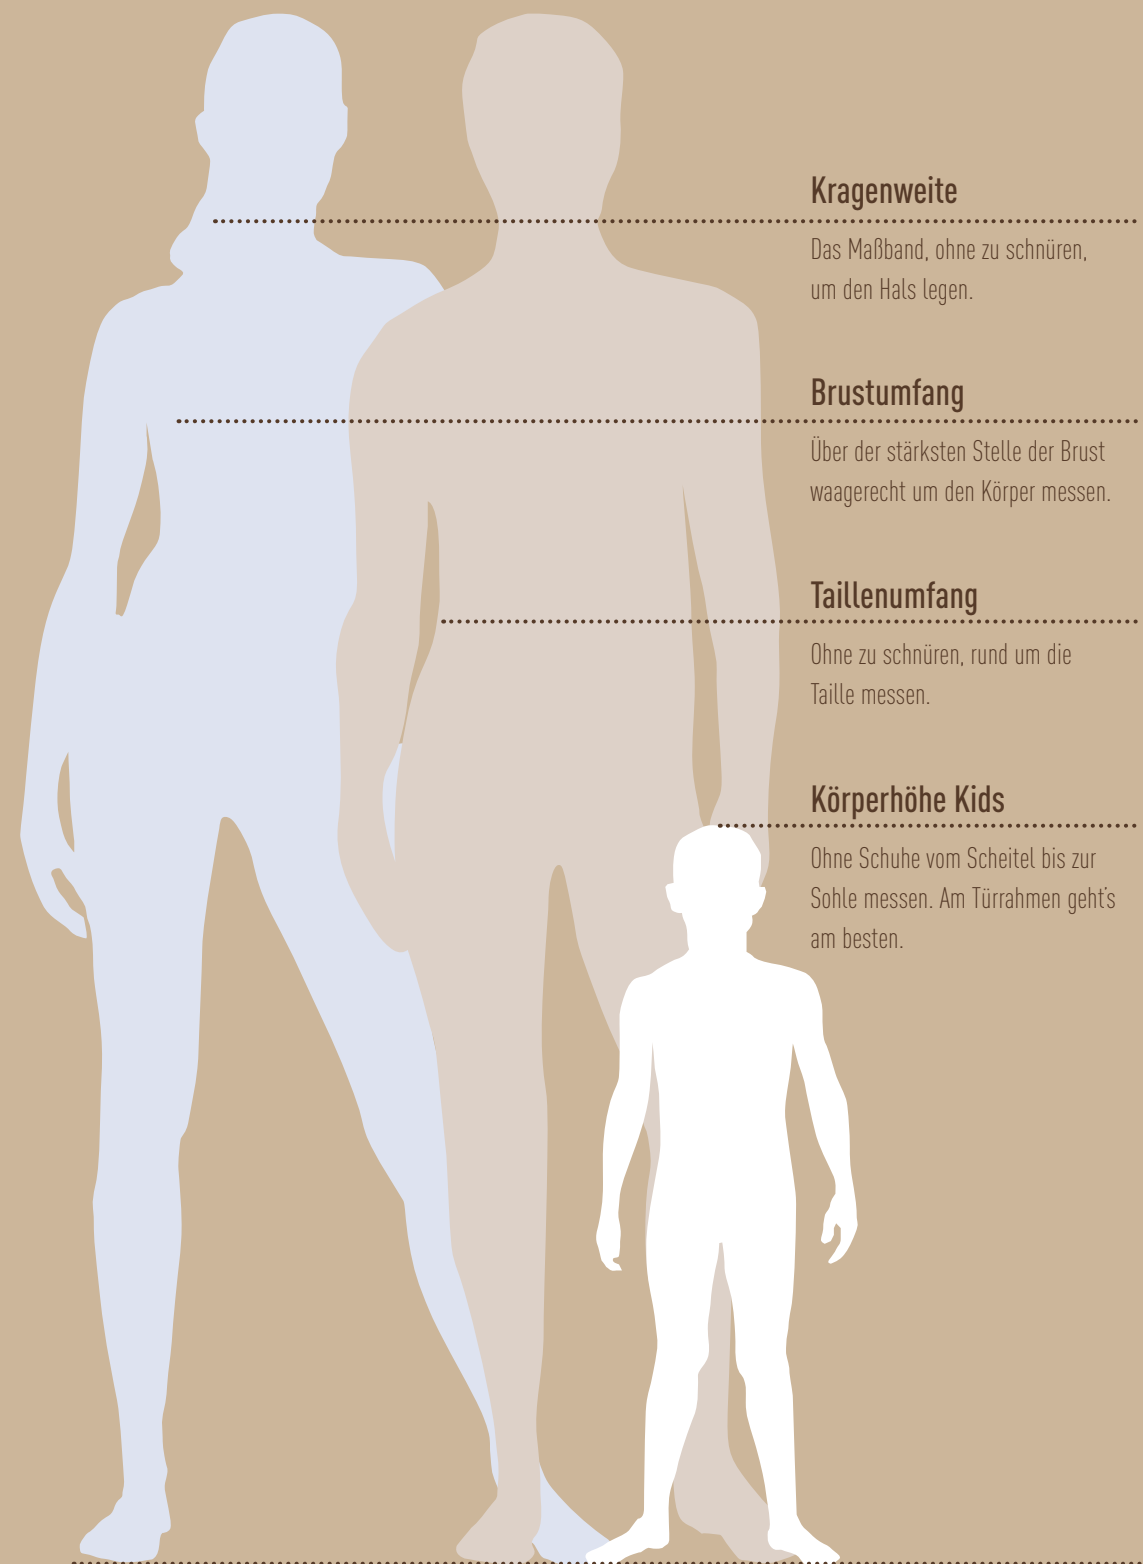 Kragenweite
Das Maßband, ohne zu schnüren,
um den Hals legen.
Brustumfang
Über der stärksten Stelle der Brust
waagerecht um den Körper messen.
Taillenumfang
Ohne zu schnüren, rund um die
Taille messen.
Körperhöhe Kids
Ohne Schuhe vom Scheitel bis zur
Sohle messen. Am Türrahmen geht's
am besten.